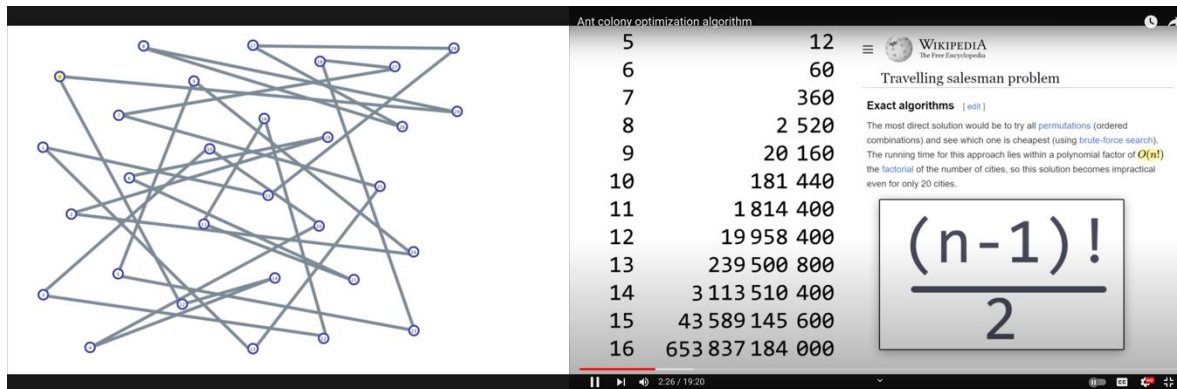 Ant colony optimization algorithm
5 12
6 60
7 360
8 2 520
9 20 160
10 181 440
11 1 814 400
12 19 958 400
13 239 500 800
14 3 113 510 400
15 43 589 145 600
16 653 837 184 000
WIKIPEDIA
The Free Encyclopedia
Travelling salesman problem
Exact algorithms [ edit ]
The most direct solution would be to try all permutations (ordered
combinations) and see which one is cheapest (using brute-force search).
The running time for this approach lies within a polynomial factor of O(n!)
the factorial of the number of cities, so this solution becomes impractical
even for only 20 cities.
(n-1)!
2
2:26 / 19:20